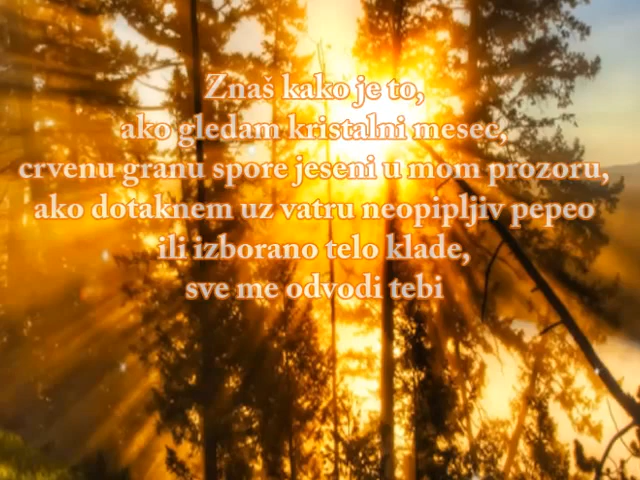 Znaš kako je to,
ako gledam kristalni mesec,
crvenu granu spore jeseni u mom prozoru,
ako dotaknem uz vatru neopipljiv pepeo
ili izborano telo klade,
sve me odvodi tebi